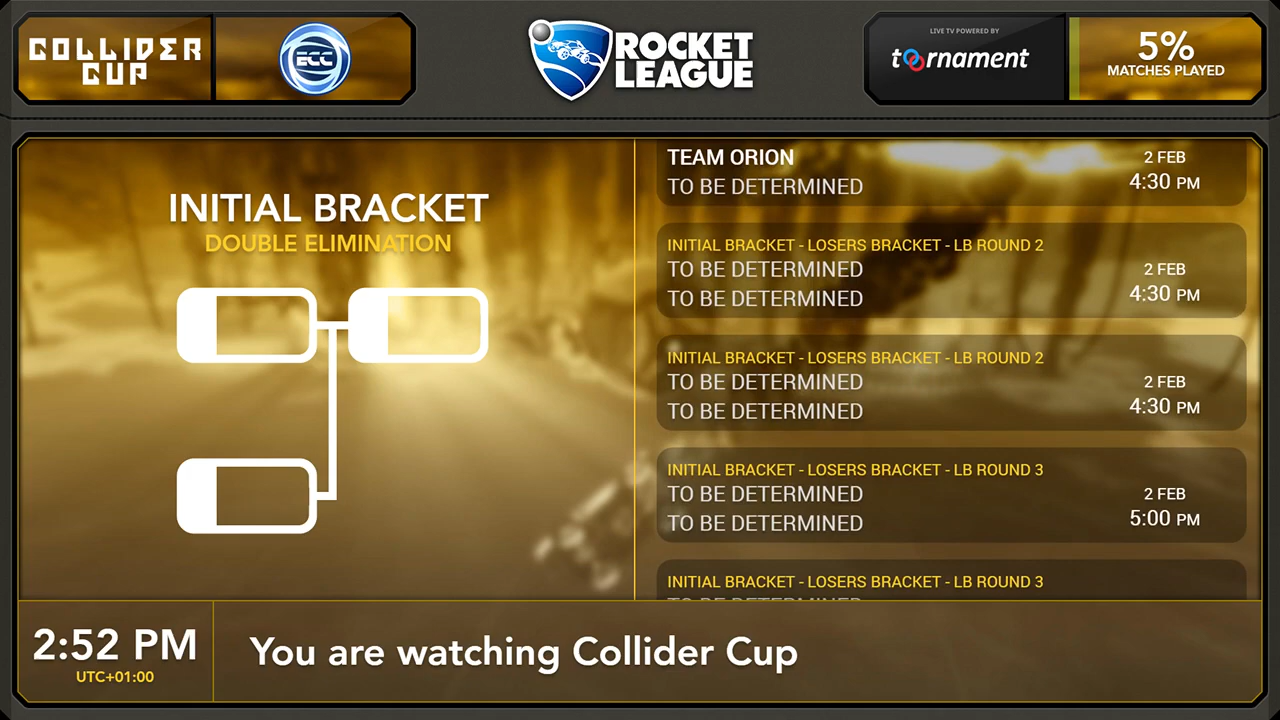 COLLIDER
CUP
ECC
ROCKET
LEAGUE
LIVE TV POWERED BY
toornament
5%
MATCHES PLAYED
INITIAL BRACKET
DOUBLE ELIMINATION
TEAM ORION
TO BE DETERMINED
2 FEB
4:30 PM
INITIAL BRACKET - LOSERS BRACKET - LB ROUND 2
TO BE DETERMINED
TO BE DETERMINED
2 FEB
4:30 PM
INITIAL BRACKET - LOSERS BRACKET - LB ROUND 2
TO BE DETERMINED
TO BE DETERMINED
2 FEB
4:30 PM
INITIAL BRACKET - LOSERS BRACKET - LB ROUND 3
TO BE DETERMINED
TO BE DETERMINED
2 FEB
5:00 PM
INITIAL BRACKET - LOSERS BRACKET - LB ROUND 3
2:52 PM
UTC+01:00
You are watching Collider Cup